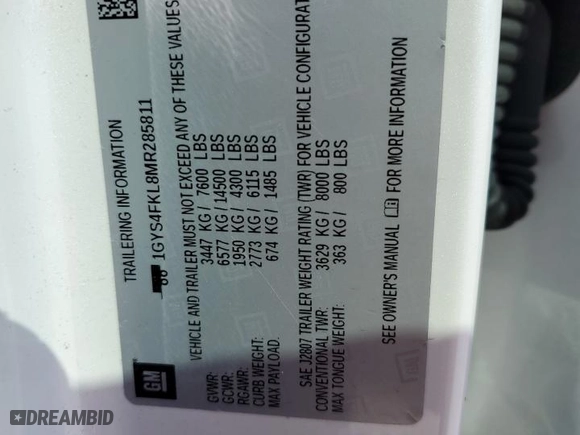 TRAILERING INFORMATION
1GYS4FKL8MR285811
VEHICLE AND TRAILER MUST NOT EXCEED ANY OF THESE VALUES
GM
GVWR: 3447 KG / 7600 LBS
GCWR: 6577 KG / 14500 LBS
RGAWR: 1950 KG / 4300 LBS
CURB WEIGHT: 2773 KG / 6115 LBS
MAX PAYLOAD. 674 KG / 1485 LBS
SAE J2807 TRAILER WEIGHT RATING (TWR) FOR VEHICLE CONFIGURAT
CONVENTIONAL TWR: 3629 KG / 8000 LBS
MAX TONGUE WEIGHT: 363 KG / 800 LBS
SEE OWNER'S MANUAL FOR MORE INFORMATION
DREAMBID